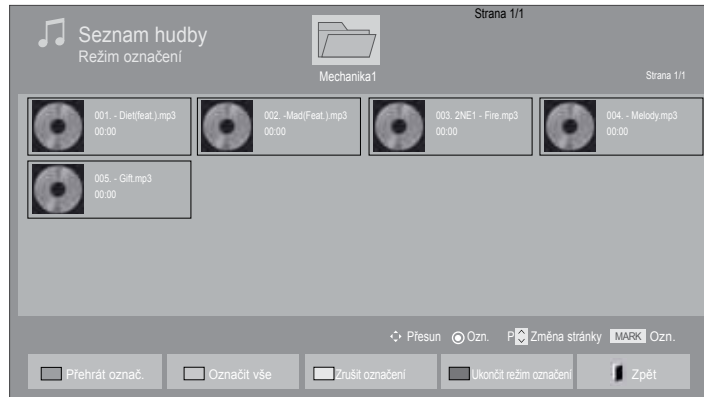 Strana 1/1
Seznam hudby
Režim označení
Mechanika1
Strana 1/1
001. - Diet(feat.).mp3
00:00
002. -Mad(Feat.).mp3
00:00
003. 2NE1 - Fire.mp3
00:00
004. - Melody.mp3
00:00
005. - Gift.mp3
00:00
Přesun Ozn. P Změna stránky MARK Ozn.
Přehrát označ. Označit vše Zrušit označení Ukončit režim označení Zpět